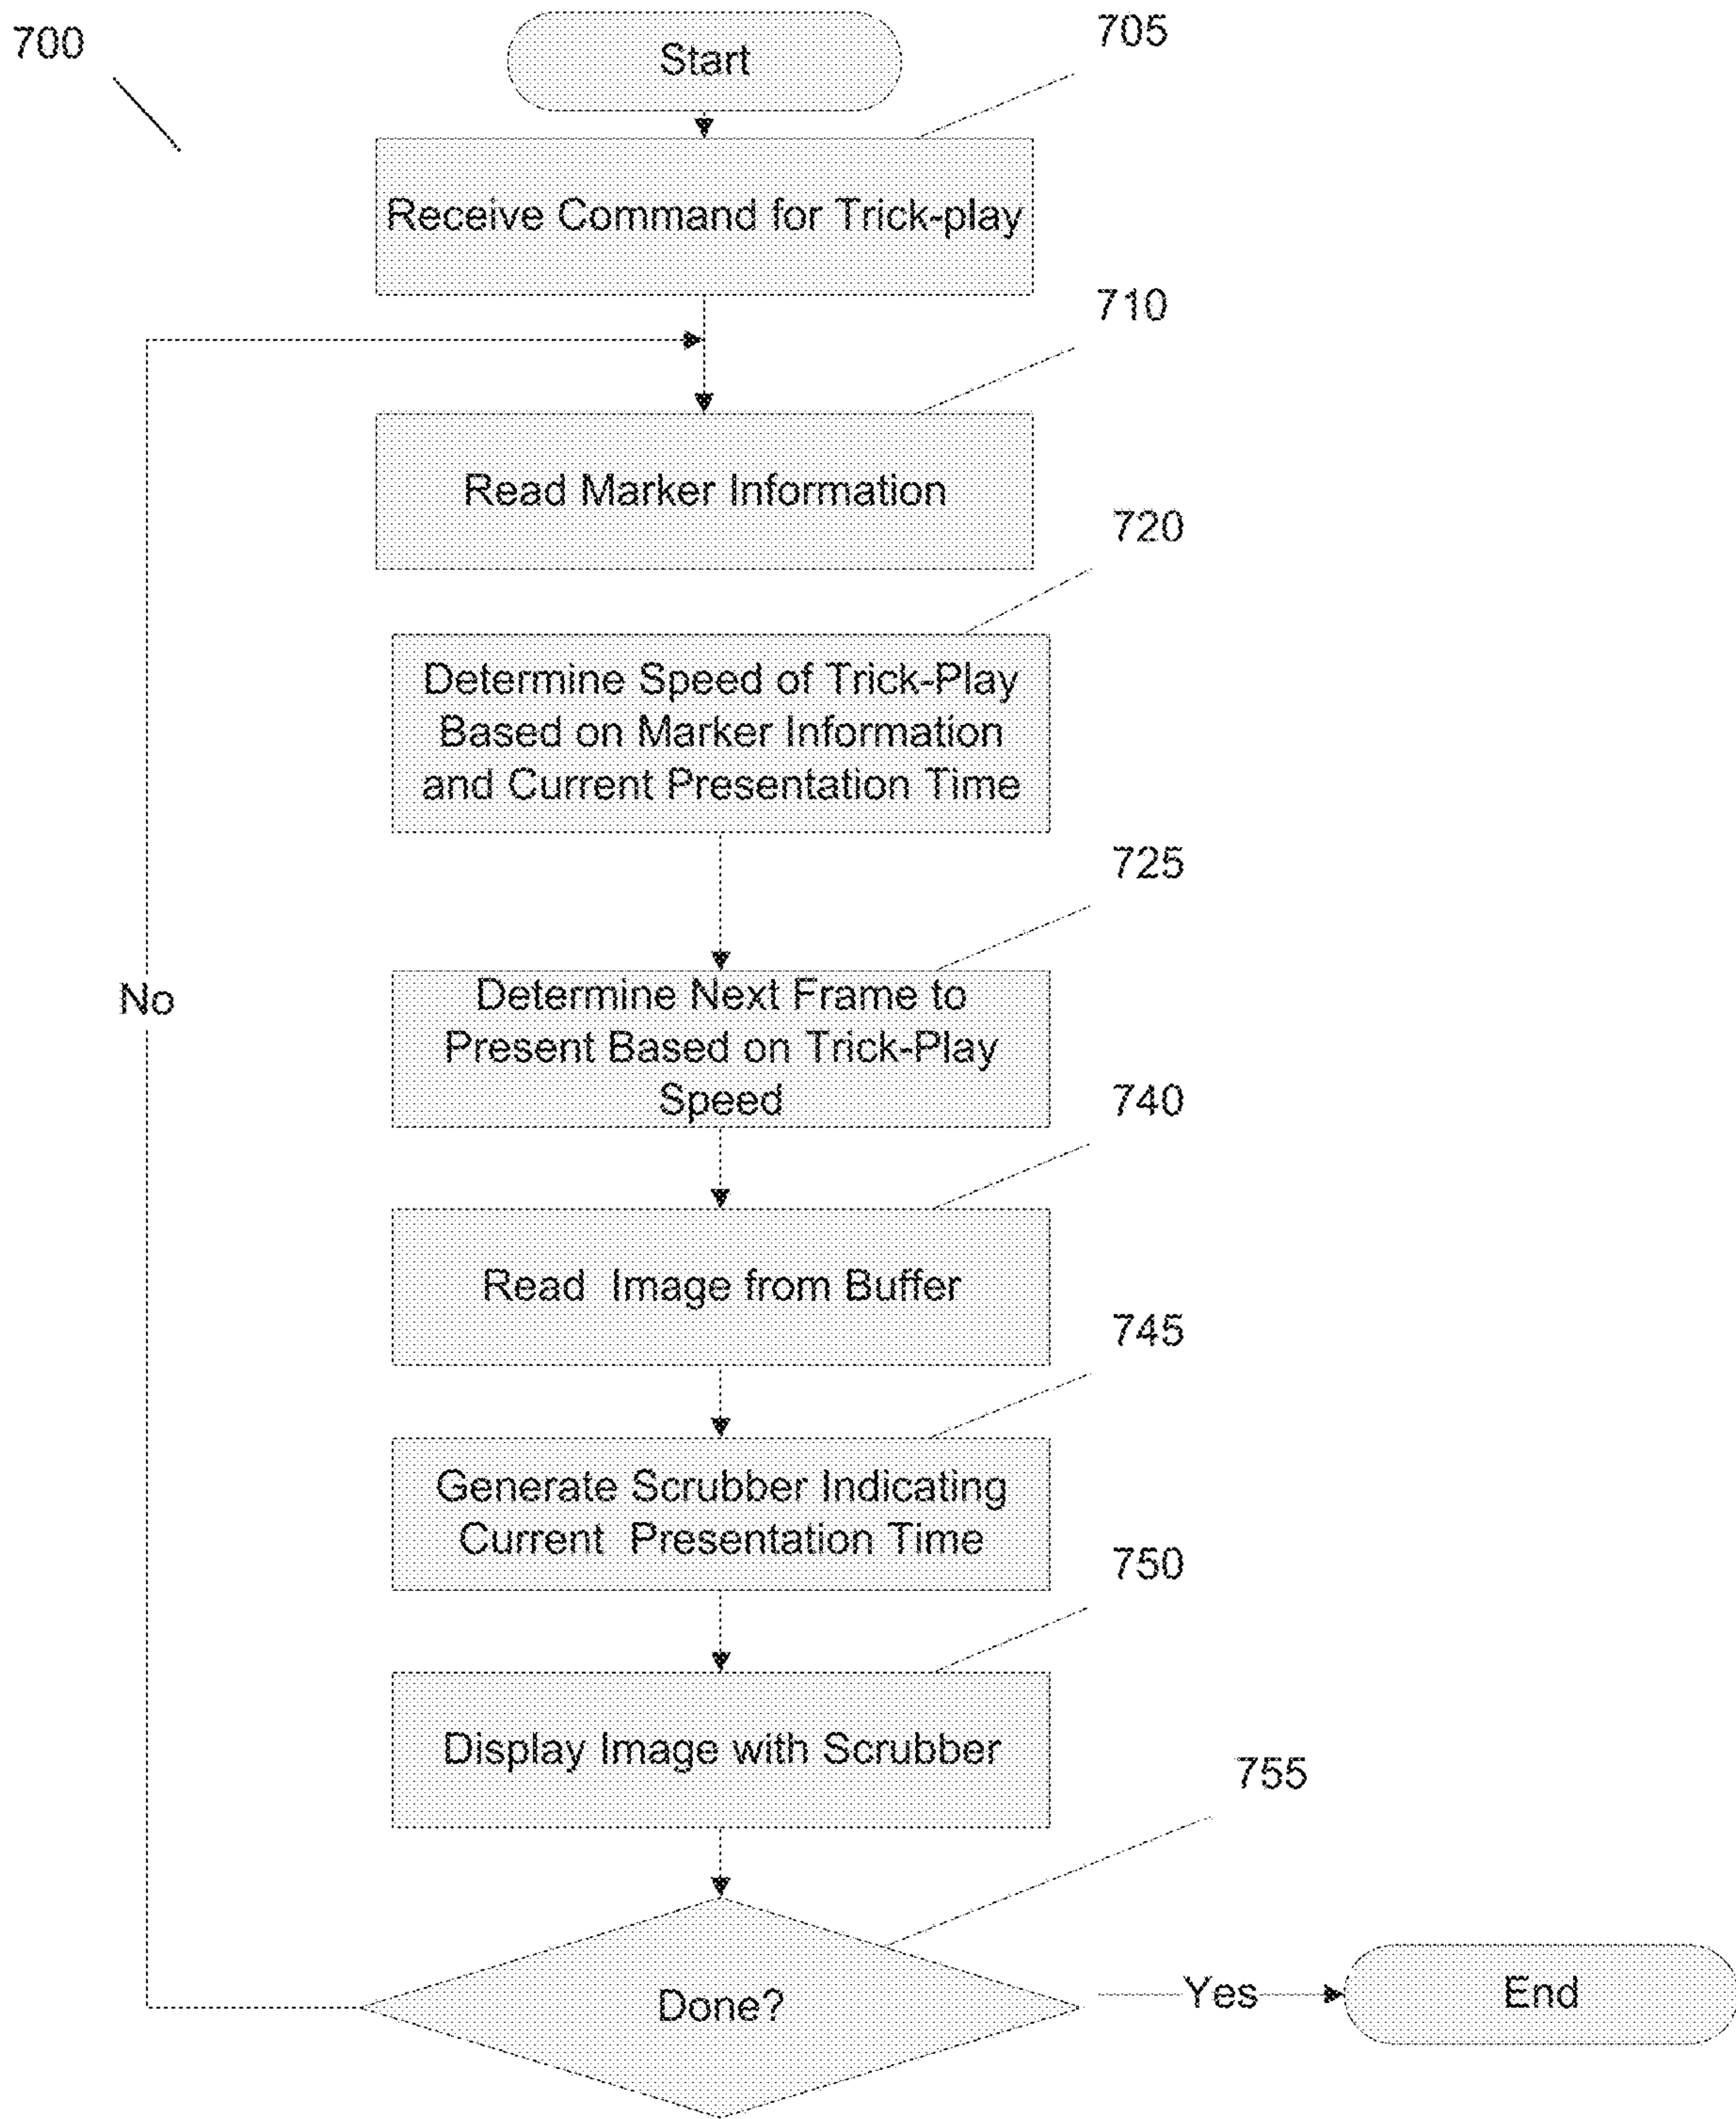 700
Start
705
Receive Command for Trick-play
710
Read Marker Information
720
Determine Speed of Trick-Play
Based on Marker Information
and Current Presentation Time
725
No
Determine Next Frame to
Present Based on Trick-Play
Speed
740
Read  Image from Buffer
745
Generate Scrubber Indicating
Current  Presentation Time
750
Display Image with Scrubber
755
Done?
Yes
End